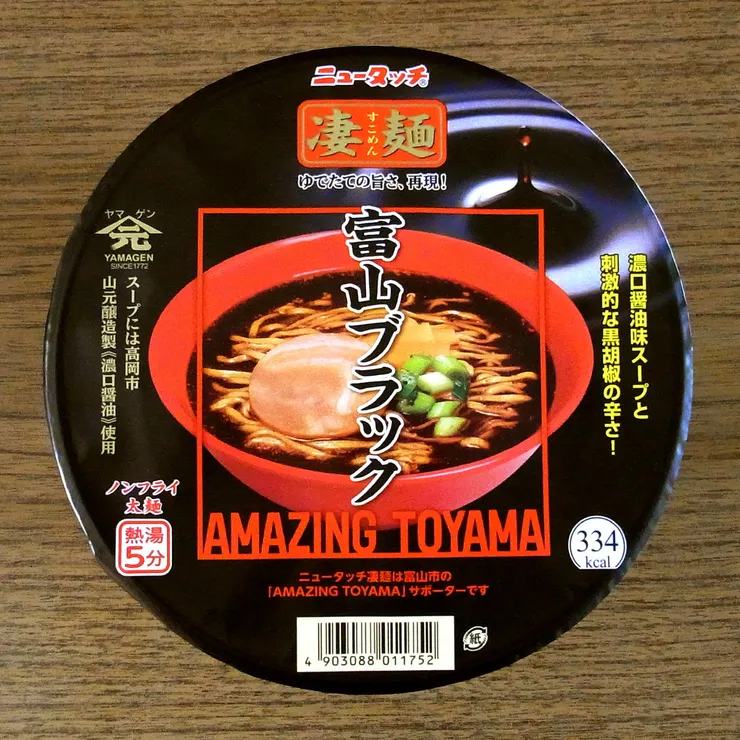 ニュータッチ®
凄麺
すこめん
ゆでたての旨さ、再現！
富山ブラック
濃口醤油味スープと
刺激的な黒胡椒の辛さ！
ヤマ ゲン
元
YAMAGEN
SINCE1772
スープには高岡市
山元醸造製《濃口醤油》使用
ノンフライ
太麺
熱湯
5分
AMAZING TOYAMA
334
kcal
ニュータッチ凄麺は富山市の
「AMAZING TOYAMA」サポーターです
4 903088 011752
紙